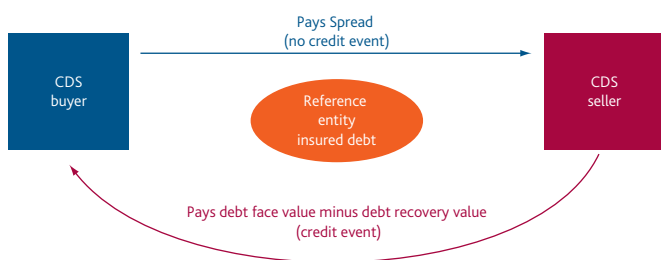 Pays Spread
(no credit event)
CDS
buyer
Reference
entity
insured debt
CDS
seller
Pays debt face value minus debt recovery value
(credit event)